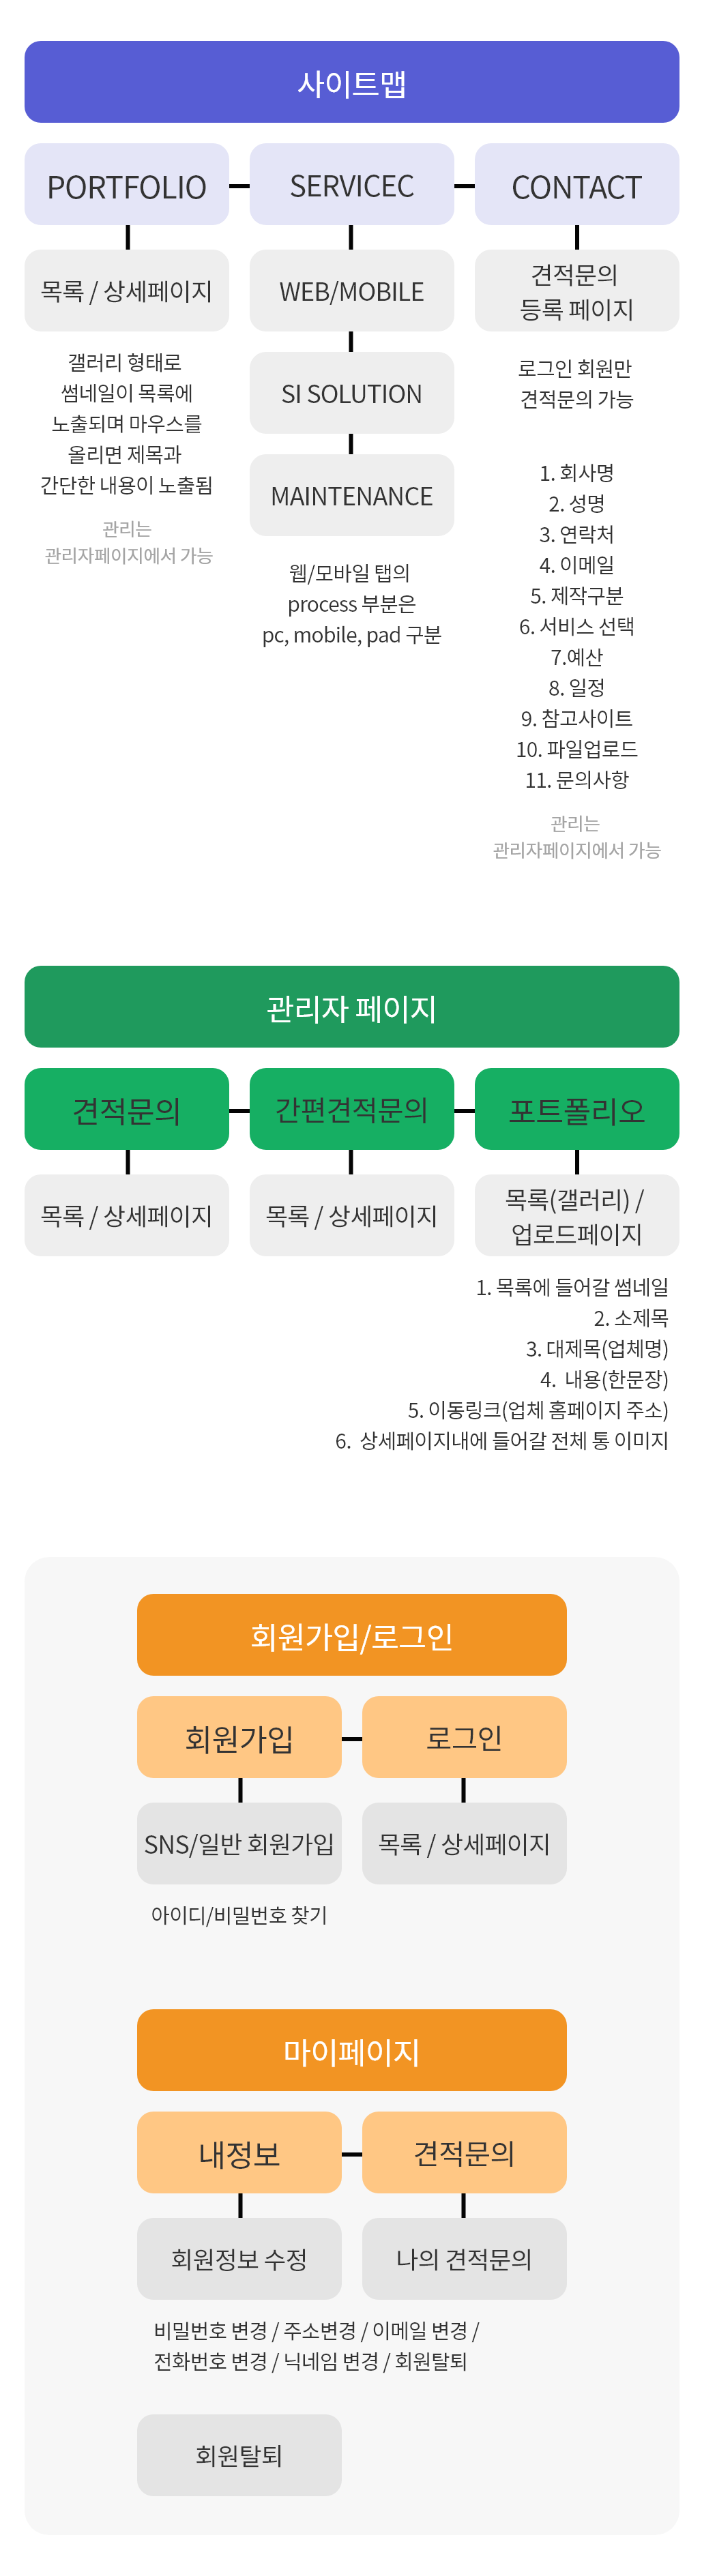 사이트맵
PORTFOLIO
SERVICEC
CONTACT
목록 / 상세페이지
갤러리 형태로
썸네일이 목록에
노출되며 마우스를
올리면 제목과
간단한 내용이 노출됨
관리는
관리자페이지에서 가능
WEB/MOBILE
SI SOLUTION
MAINTENANCE
웹/모바일 탭의
process 부분은
pc, mobile, pad 구분
견적문의
등록 페이지
로그인 회원만
견적문의 가능
1. 회사명
2. 성명
3. 연락처
4. 이메일
5. 제작구분
6. 서비스 선택
7.예산
8. 일정
9. 참고사이트
10. 파일업로드
11. 문의사항
관리는
관리자페이지에서 가능
관리자 페이지
견적문의
간편견적문의
포트폴리오
목록 / 상세페이지
목록 / 상세페이지
목록(갤러리) /
업로드페이지
1. 목록에 들어갈 썸네일
2. 소제목
3. 대제목(업체명)
4. 내용(한문장)
5. 이동링크(업체 홈페이지 주소)
6. 상세페이지내에 들어갈 전체 통 이미지
회원가입/로그인
회원가입
로그인
SNS/일반 회원가입
목록 / 상세페이지
아이디/비밀번호 찾기
마이페이지
내정보
견적문의
회원정보 수정
나의 견적문의
비밀번호 변경 / 주소변경 / 이메일 변경 /
전화번호 변경 / 닉네임 변경 / 회원탈퇴
회원탈퇴